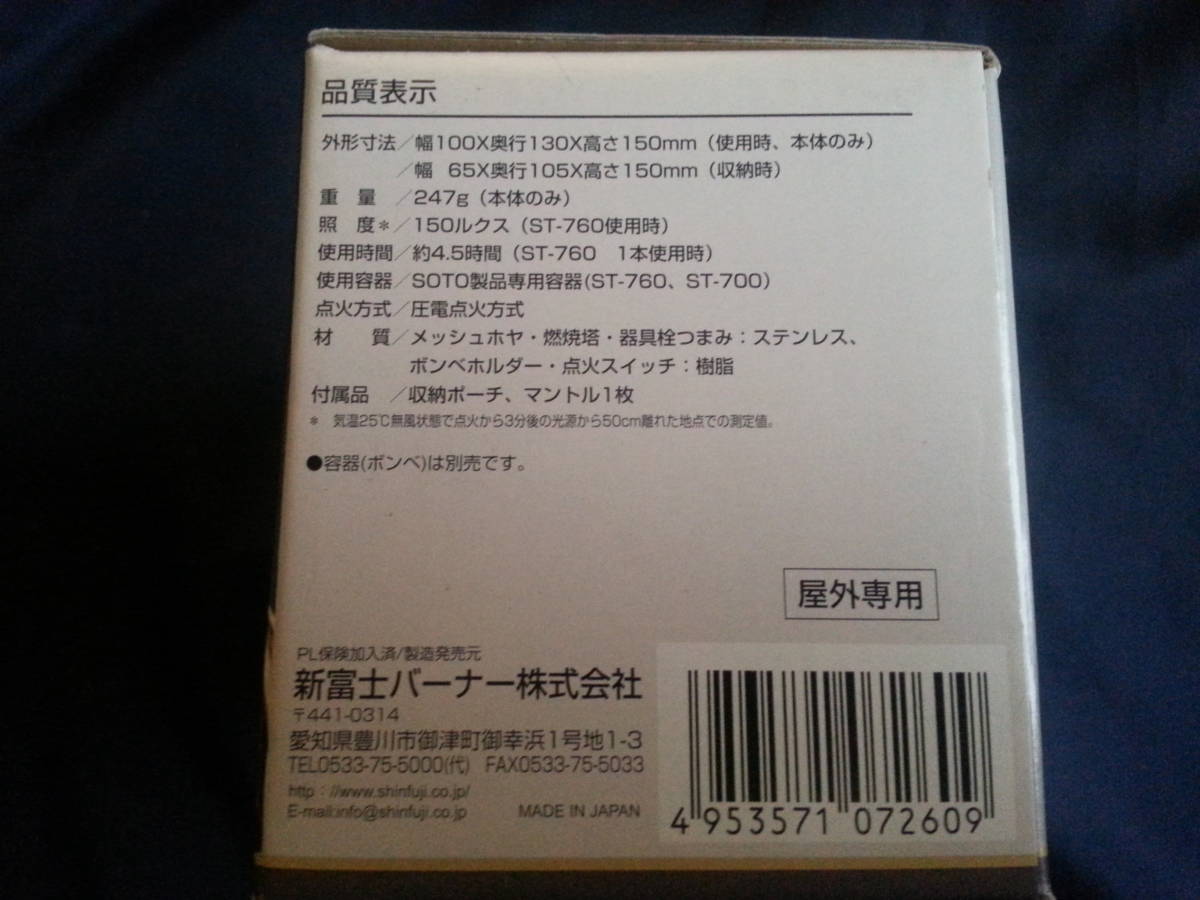 品質表示
外形寸法／幅100X奥行130X高さ150mm（使用時、本体のみ）
／幅 65X奥行105X高さ150mm（収納時）
重 量 ／247g（本体のみ）
照 度＊／150ルクス（ST-760使用時）
使用時間／約4.5時間（ST-760 1本使用時）
使用容器／SOTO製品専用容器(ST-760、ST-700）
点火方式／圧電点火方式
材 質／メッシュホヤ・燃焼塔・器具栓つまみ：ステンレス、
ボンベホルダー・点火スイッチ：樹脂
付属品 ／収納ポーチ、マントル1枚
＊ 気温25℃無風状態で点火から3分後の光源から50cm離れた地点での測定値。
●容器(ボンベ)は別売です。
屋外専用
PL保険加入済/製造発売元
新富士バーナー株式会社
〒441-0314
愛知県豊川市御津町御幸浜1号地1-3
TEL0533-75-5000(代) FAX0533-75-5033
http：//www.shinfuji.co.jp/
E-mail:info@shinfuji.co.jp MADE IN JAPAN
4 953571 072609